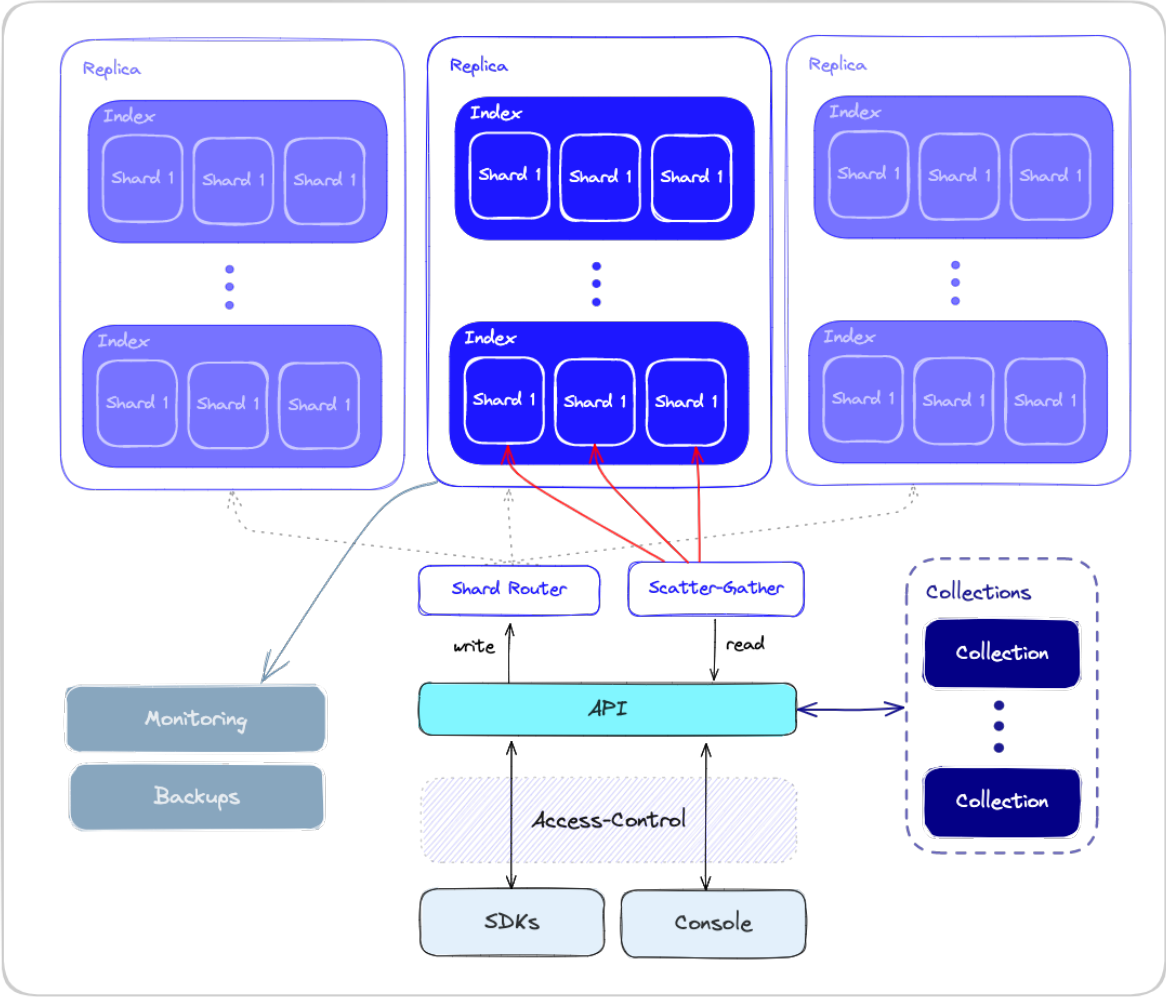 Replica
Index
Shard 1
Shard 1
Shard 1
Index
Shard 1
Shard 1
Shard 1
Replica
Index
Shard 1
Shard 1
Shard 1
Index
Shard 1
Shard 1
Shard 1
Replica
Index
Shard 1
Shard 1
Shard 1
Index
Shard 1
Shard 1
Shard 1
Shard Router
Scatter-Gather
write
read
API
Collections
Collection
Collection
Monitoring
Backups
Access-Control
SDKs
Console